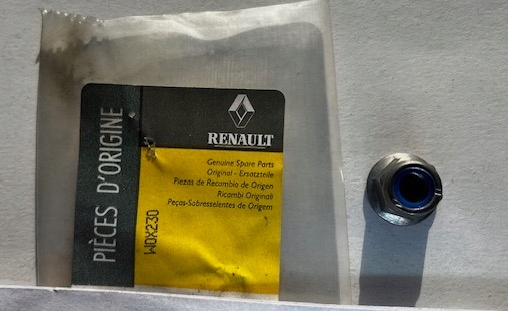 PIÈCES D'ORIGINE
RENAULT
Genuine Spare Parts
Original - Ersatzteile
Piezas de Recambio de Origen
Ricambi Originali
Peças-Sobresselentes de Origem
WOX230